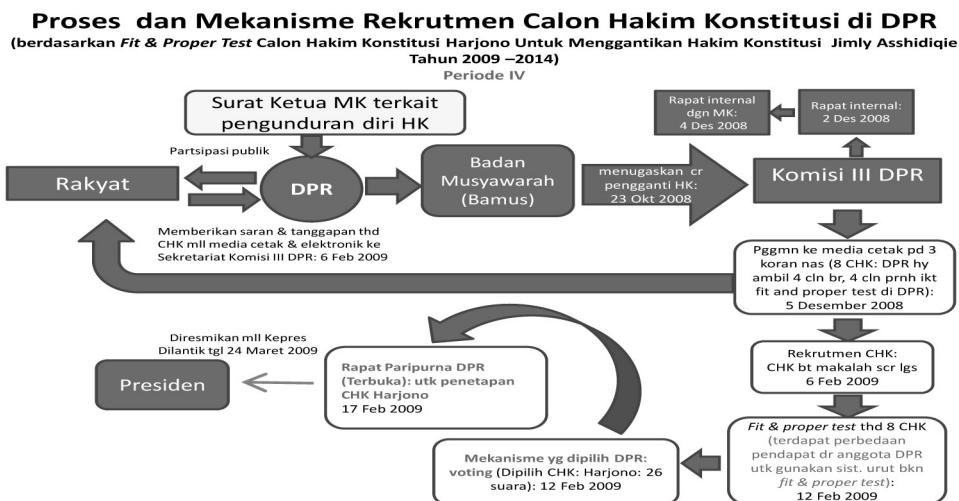 Proses dan Mekanisme Rekrutmen Calon Hakim Konstitusi di DPR
(berdasarkan Fit & Proper Test Calon Hakim Konstitusi Harjono Untuk Menggantikan Hakim Konstitusi Jimly Asshidiqie
Tahun 2009 –2014)
Periode IV
Surat Ketua MK terkait
pengunduran diri HK
Rapat internal
dgn MK:
4 Des 2008
Rapat internal:
2 Des 2008
Partsipasi publik
Rakyat
DPR
Badan
Musyawarah
(Bamus)
menugaskan cr
pengganti HK:
23 Okt 2008
Komisi III DPR
Memberikan saran & tanggapan thd
CHK mll media cetak & elektronik ke
Sekretariat Komisi III DPR: 6 Feb 2009
Pggmn ke media cetak pd 3
koran nas (8 CHK: DPR hy
ambil 4 cln br, 4 cln prnh ikt
fit and proper test di DPR):
5 Desember 2008
Rekrutmen CHK:
CHK bt makalah scr lgs
6 Feb 2009
Fit & proper test thd 8 CHK
(terdapat perbedaan
pendapat dr anggota DPR
utk gunakan sist. urut bkn
fit & proper test):
12 Feb 2009
Mekanisme yg dipilih DPR:
voting (Dipilih CHK: Harjono: 26
suara): 12 Feb 2009
Rapat Paripurna DPR
(Terbuka): utk penetapan
CHK Harjono
17 Feb 2009
Diresmikan mll Kepres
Dilantik tgl 24 Maret 2009
Presiden